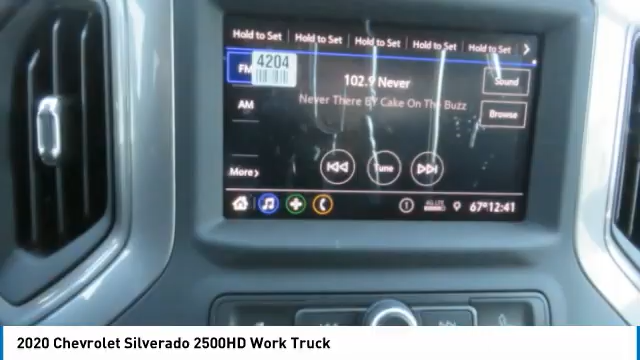 Hold to Set Hold to Set Hold to Set Hold to Set Hold to Set
FM
4204
102.9 Never
Sound
AM
Never There BY Cake On The Buzz
Browse
More
Tune
4G LTE
67° 12:41
2020 Chevrolet Silverado 2500HD Work Truck